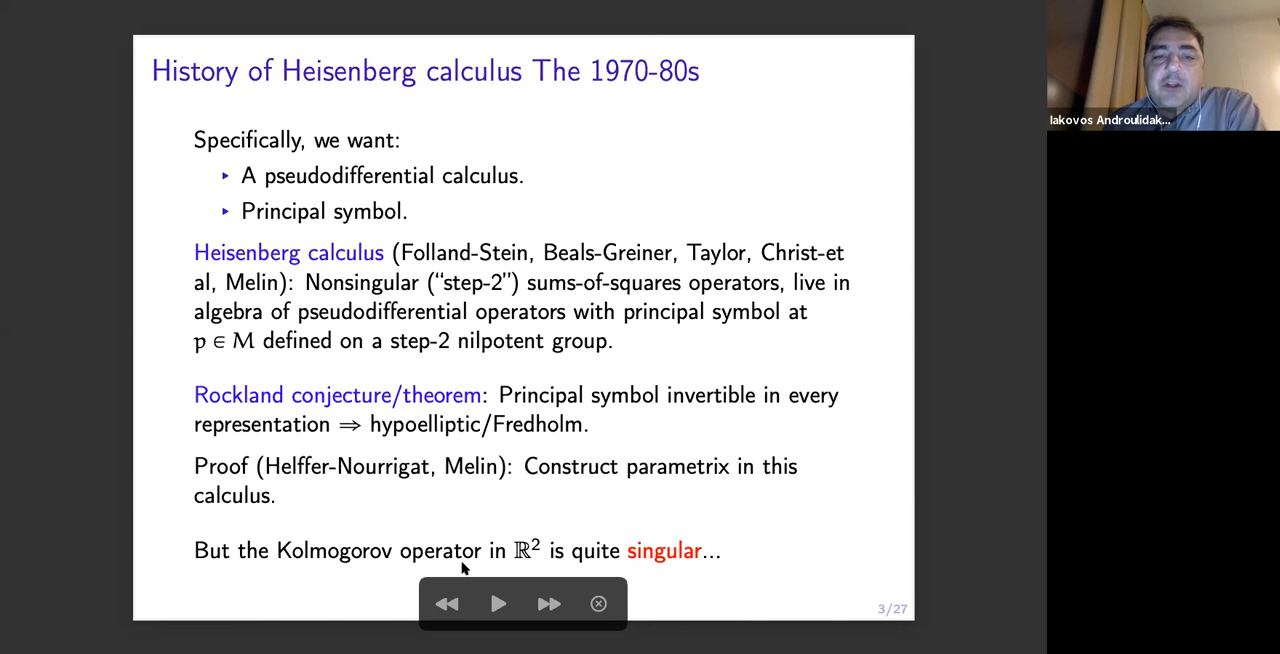 History of Heisenberg calculus The 1970-80s
Specifically, we want:
‣ A pseudodifferential calculus.
‣ Principal symbol.
Heisenberg calculus (Folland-Stein, Beals-Greiner, Taylor, Christ-et
al, Melin): Nonsingular (“step-2”) sums-of-squares operators, live in
algebra of pseudodifferential operators with principal symbol at
p ∈ M defined on a step-2 nilpotent group.
Rockland conjecture/theorem: Principal symbol invertible in every
representation ⇒ hypoelliptic/Fredholm.
Proof (Helffer-Nourrigat, Melin): Construct parametrix in this
calculus.
But the Kolmogorov operator in ℝ² is quite singular...
3/27
Iakovos Androulidak...